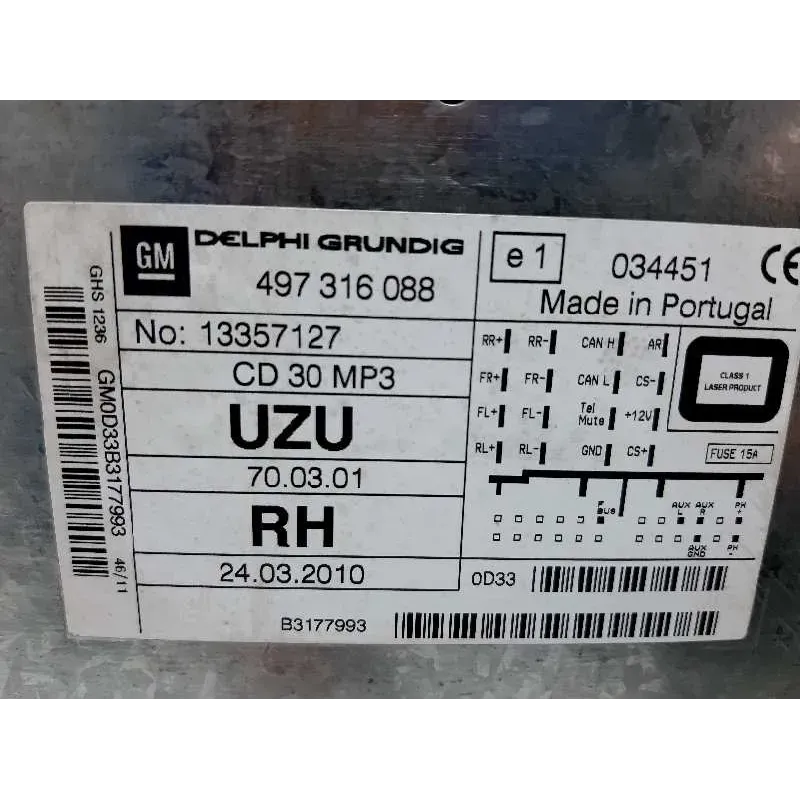 GM DELPHI GRUNDIG
497 316 088
e 1 034451 CE
Made in Portugal
No: 13357127
CD 30 MP3
UZU
70.03.01
RH
24.03.2010
GHS 1236
GM0D33B3177993 46/11
RR+ RR- CAN H AR
FR+ FR- CAN L CS-
FL+ FL- Tel Mute +12V
RL+ RL- GND CS+
CLASS 1
LASER PRODUCT
FUSE 15A
F BUS
AUX L AUX R PH +
AUX GND PH -
0D33
B3177993